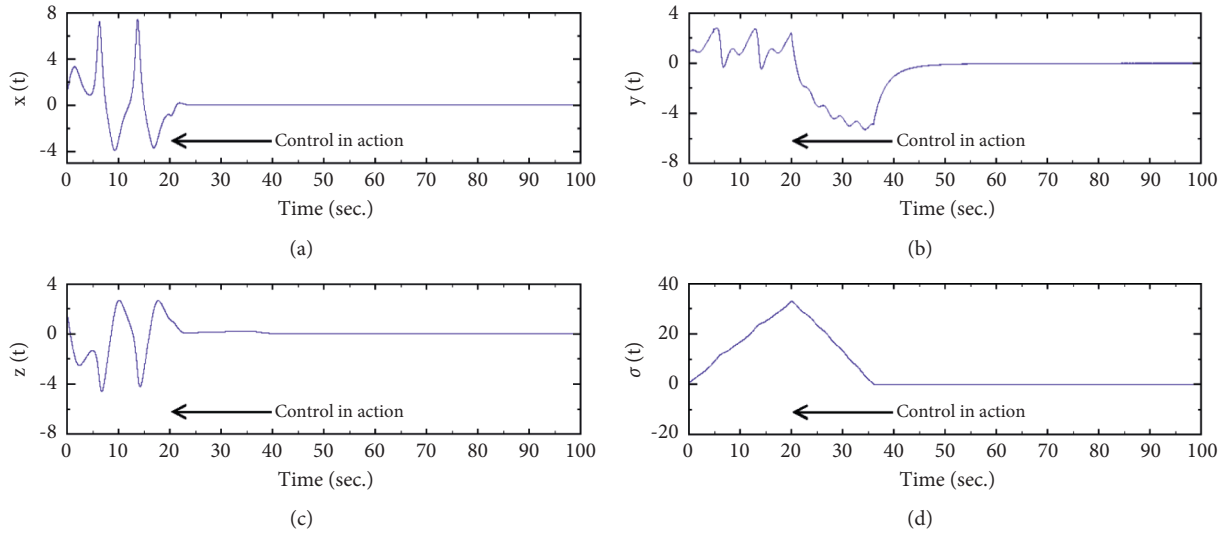 x (t)
8
4
0
-4
Control in action
0 10 20 30 40 50 60 70 80 90 100
Time (sec.)
(a)
y (t)
4
0
-4
-8
Control in action
0 10 20 30 40 50 60 70 80 90 100
Time (sec.)
(b)
z (t)
4
0
-4
-8
Control in action
0 10 20 30 40 50 60 70 80 90 100
Time (sec.)
(c)
σ (t)
40
20
0
-20
Control in action
0 10 20 30 40 50 60 70 80 90 100
Time (sec.)
(d)